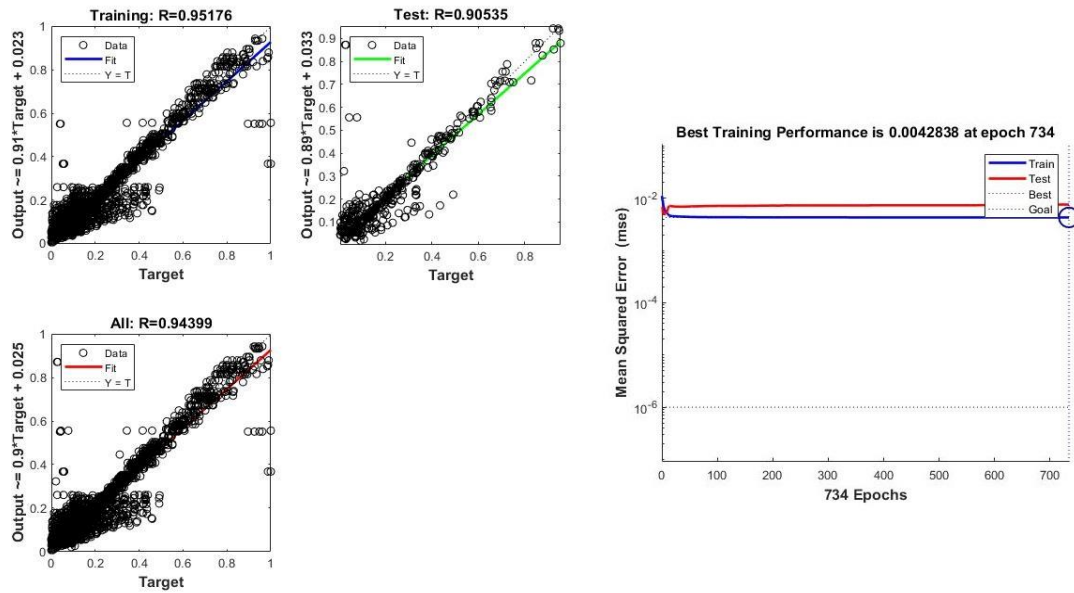 Training: R=0.95176
Output ~= 0.91*Target + 0.023
1
0.8
0.6
0.4
0.2
0
Data
Fit
Y = T
0
0.2
0.4
0.6
0.8
1
Target
Test: R=0.90535
Output ~= 0.89*Target + 0.033
0.9
0.8
0.7
0.6
0.5
0.4
0.3
0.2
0.1
Data
Fit
Y = T
0.2
0.4
0.6
0.8
Target
All: R=0.94399
Output ~= 0.9*Target + 0.025
1
0.8
0.6
0.4
0.2
0
Data
Fit
Y = T
0
0.2
0.4
0.6
0.8
1
Target
Best Training Performance is 0.0042838 at epoch 734
Mean Squared Error (mse)
10-2
10-4
10-6
Train
Test
Best
Goal
0
100
200
300
400
500
600
700
734 Epochs